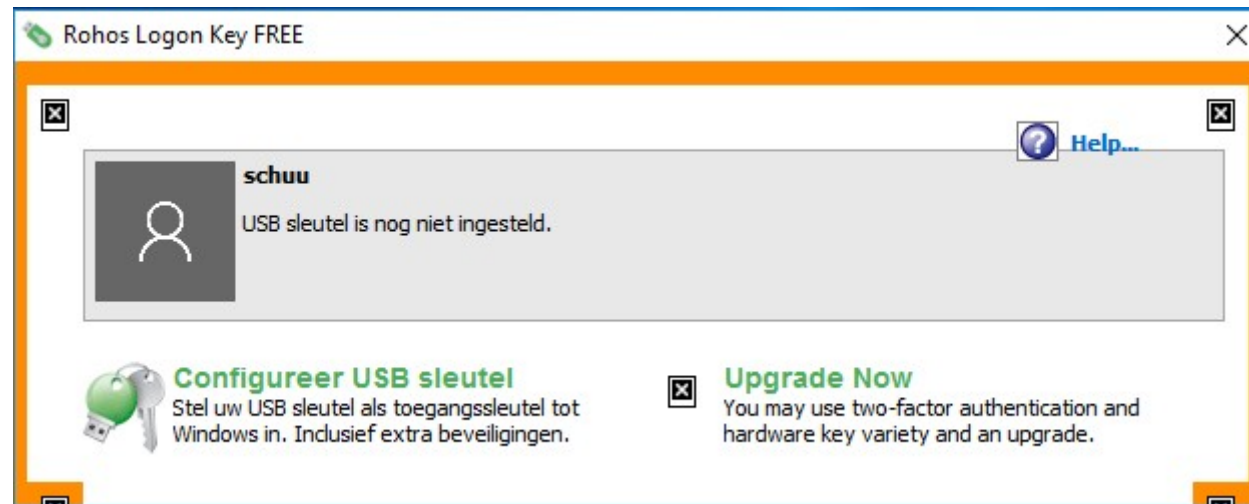 Rohos Logon Key FREE
Help...
schuu
USB sleutel is nog niet ingesteld.
Configureer USB sleutel
Stel uw USB sleutel als toegangssleutel tot
Windows in. Inclusief extra beveiligingen.
Upgrade Now
You may use two-factor authentication and
hardware key variety and an upgrade.